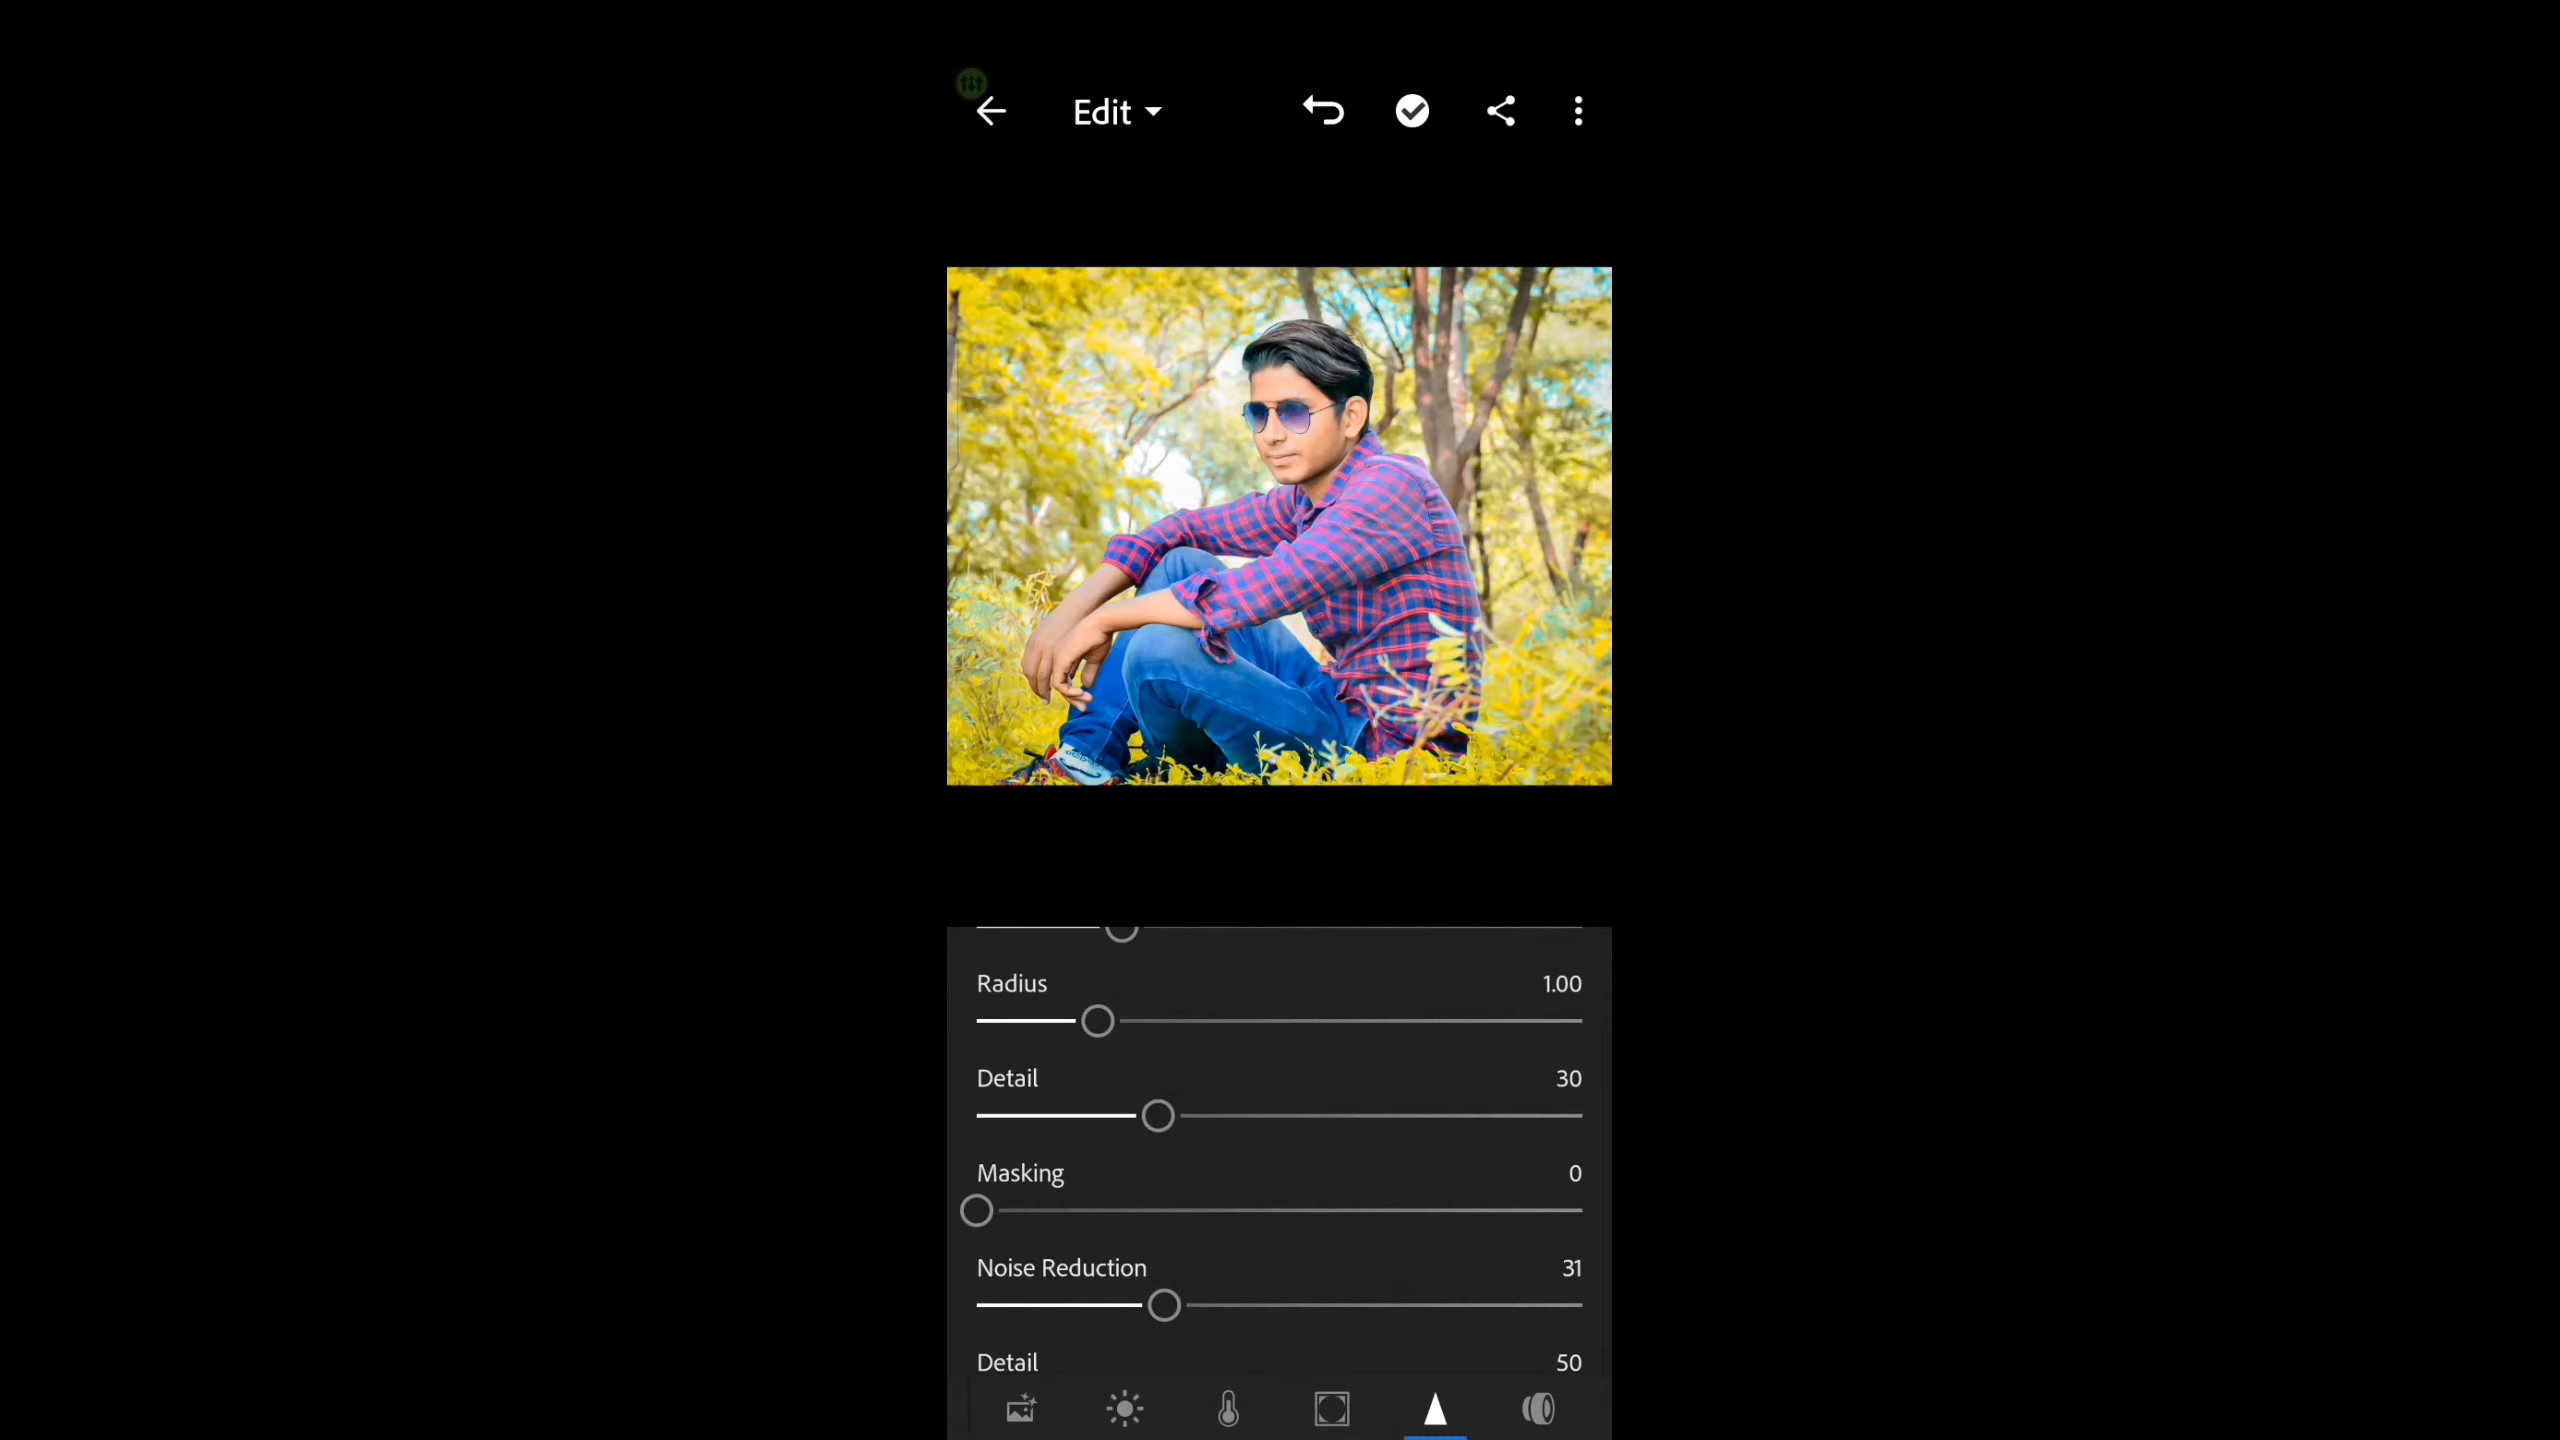 Edit
Radius 1.00
Detail 30
Masking 0
Noise Reduction 31
Detail 50